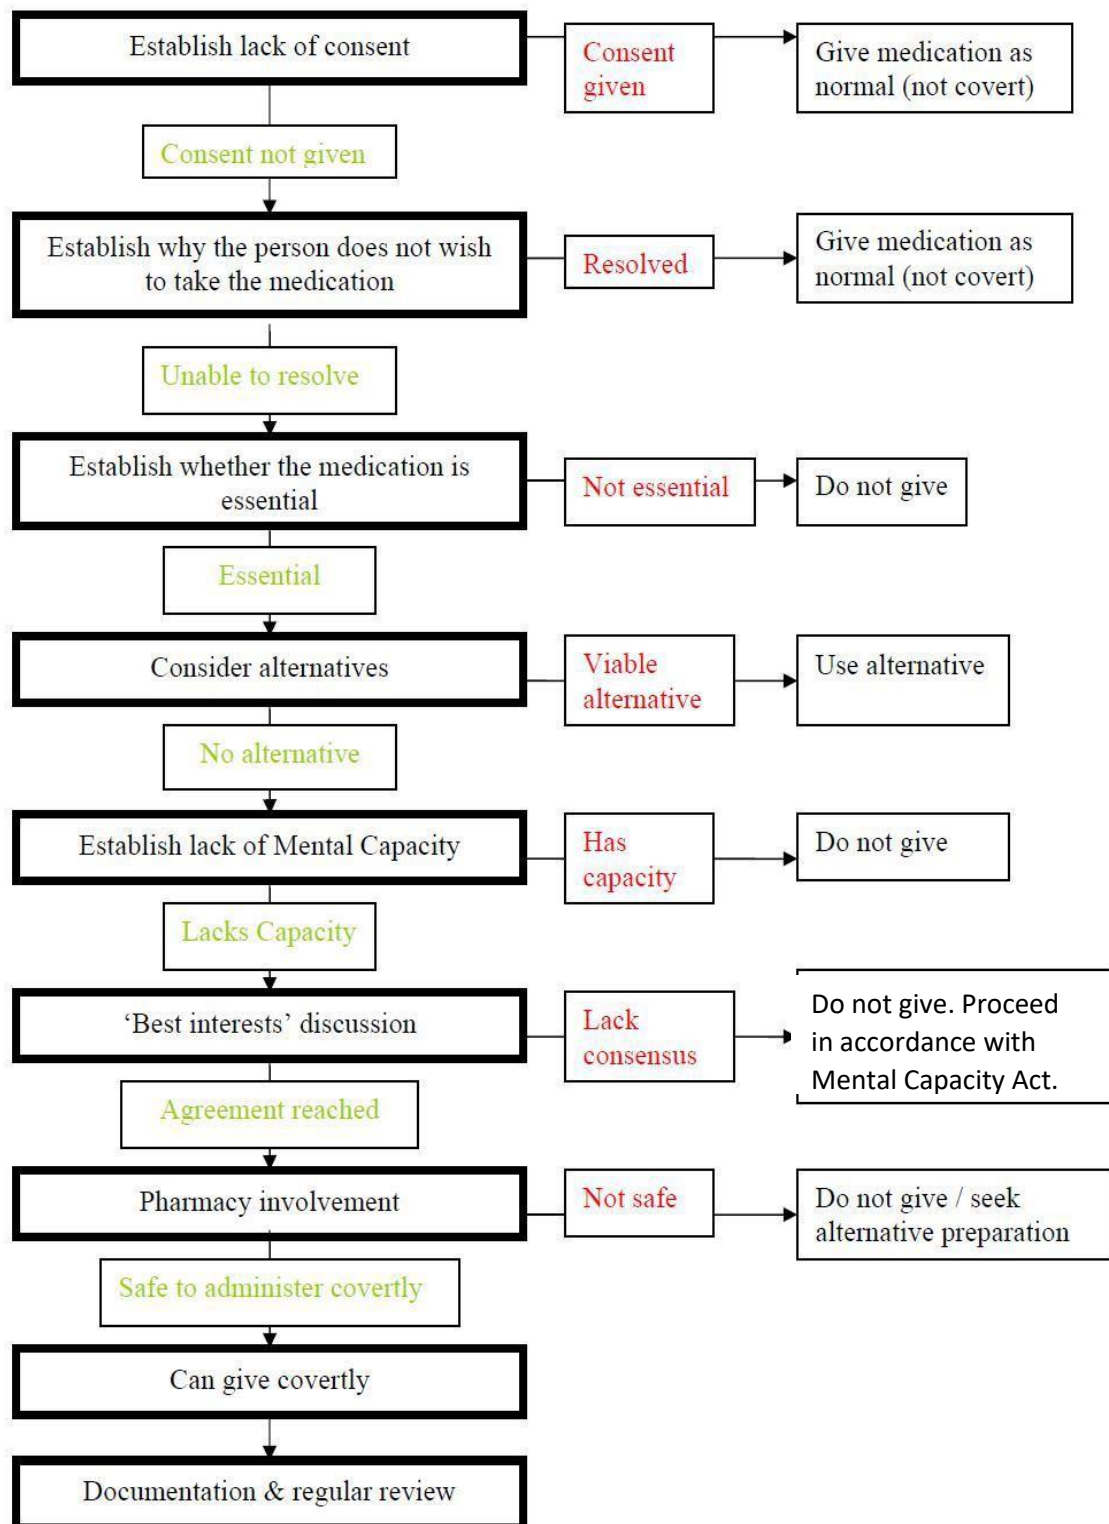 Establish lack of consent
Consent
given
Give medication as
normal (not covert)
Consent not given
Establish why the person does not wish
to take the medication
Resolved
Give medication as
normal (not covert)
Unable to resolve
Establish whether the medication is
essential
Not essential
Do not give
Essential
Consider alternatives
Viable
alternative
Use alternative
No alternative
Establish lack of Mental Capacity
Has
capacity
Do not give
Lacks Capacity
‘Best interests’ discussion
Lack
consensus
Do not give. Proceed
in accordance with
Mental Capacity Act.
Agreement reached
Pharmacy involvement
Not safe
Do not give / seek
alternative preparation
Safe to administer covertly
Can give covertly
Documentation & regular review